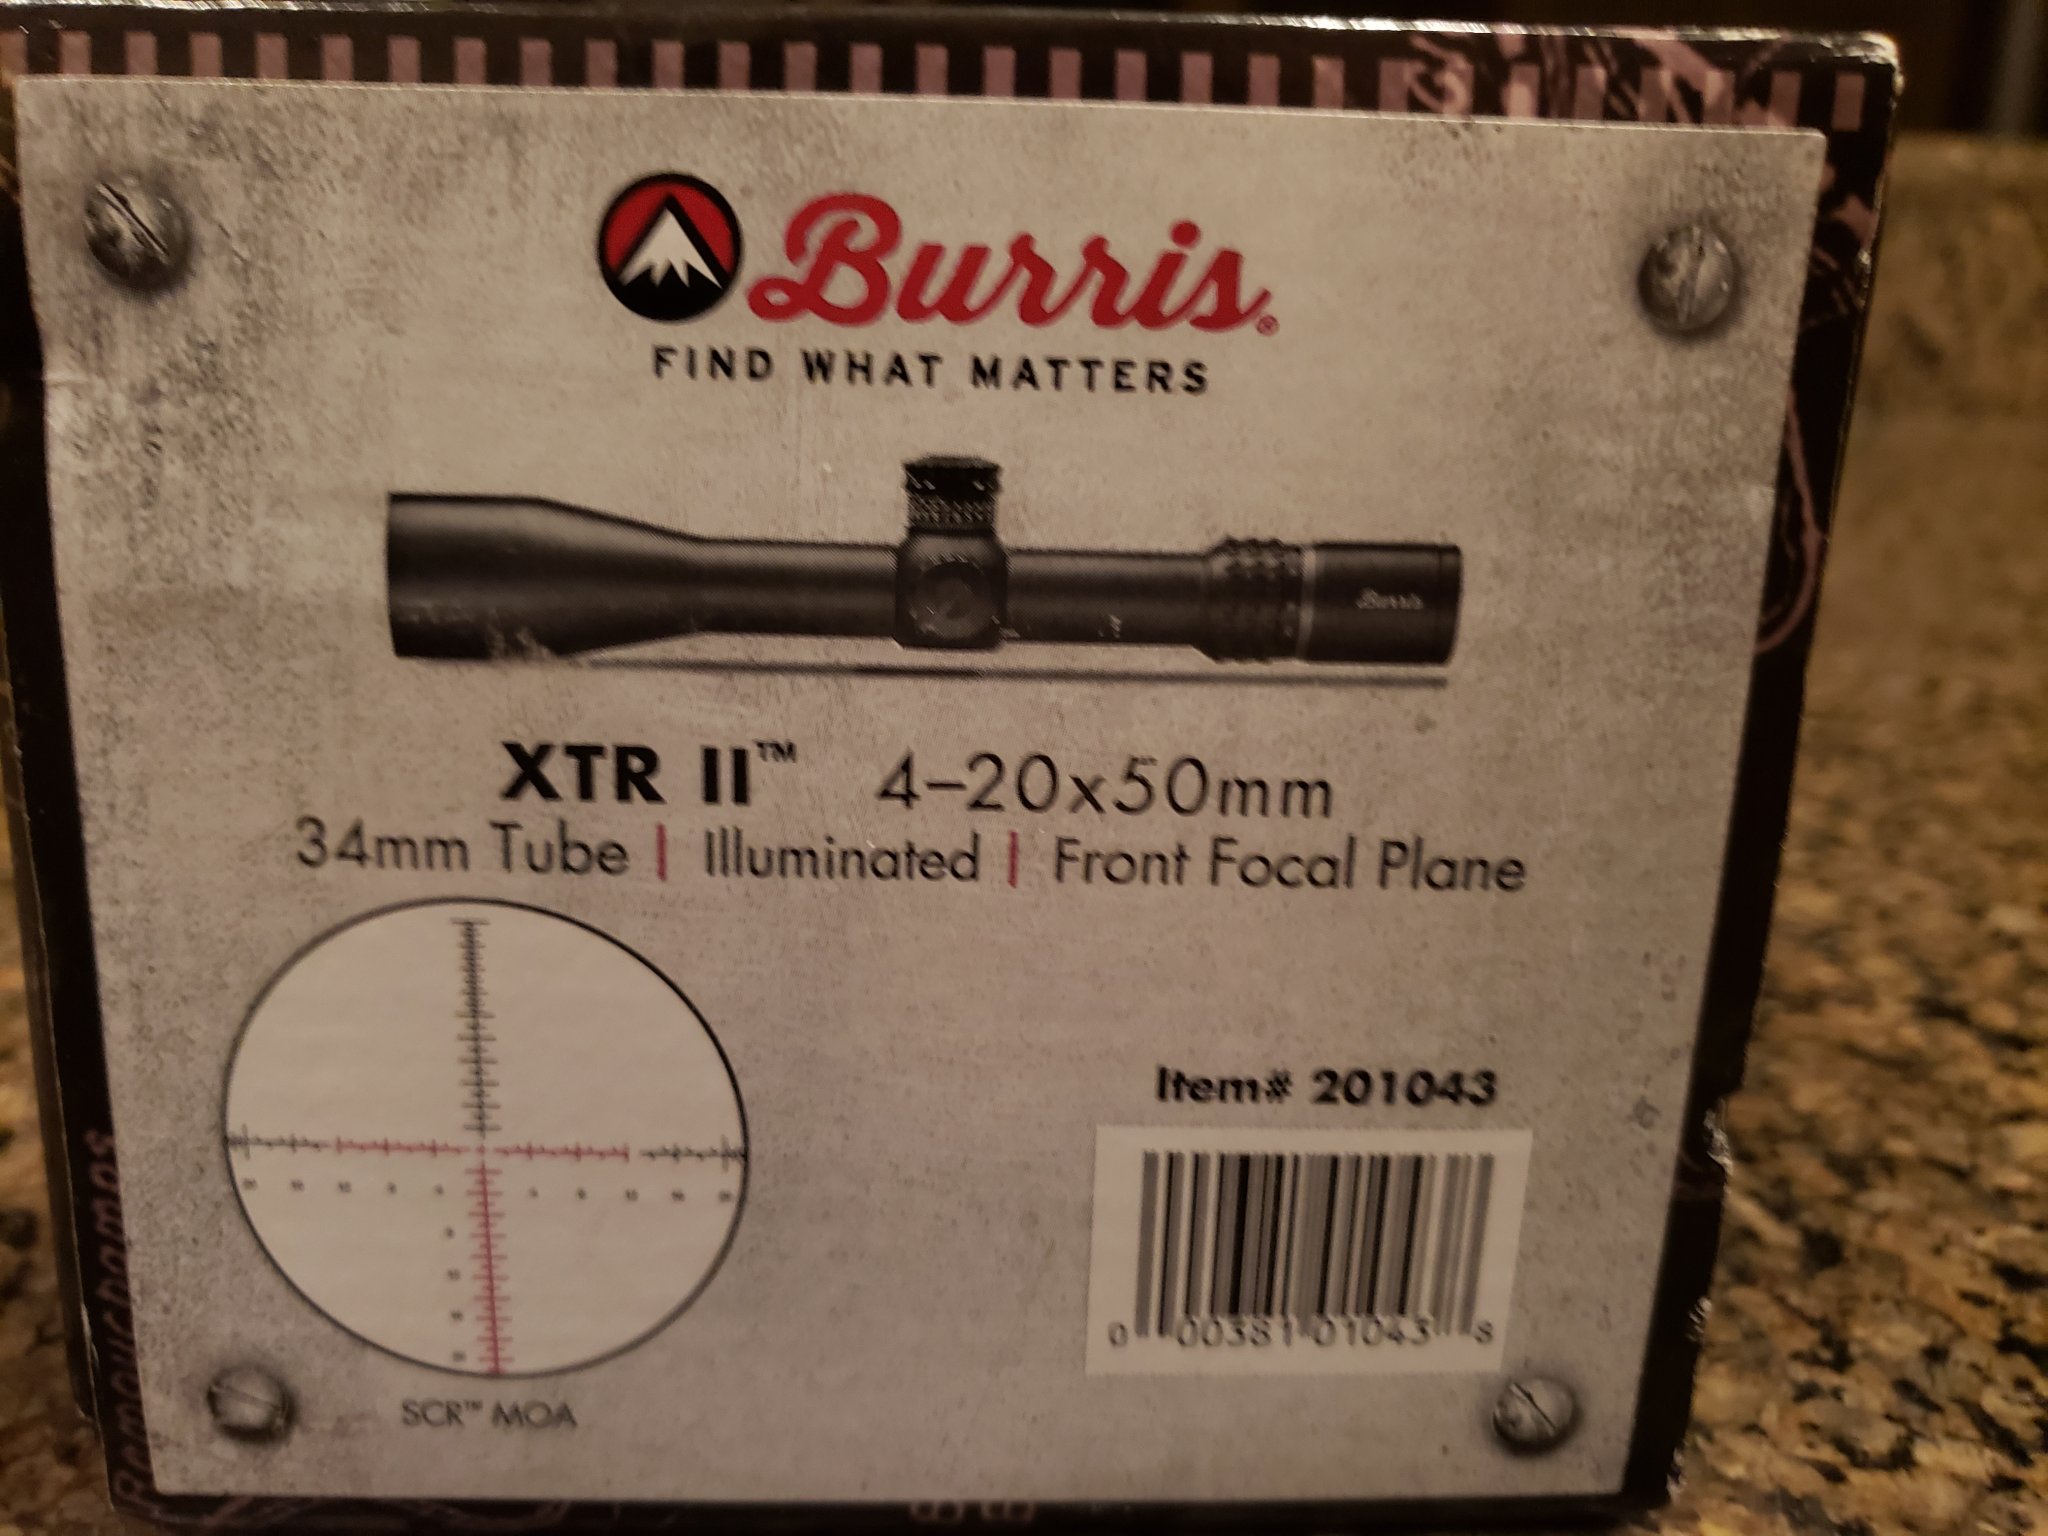 Burris®
FIND WHAT MATTERS
Burris
XTR II™ 4-20x50mm
34mm Tube | Illuminated | Front Focal Plane
Item# 201043
0 00381 01043 8
SCR™ MOA